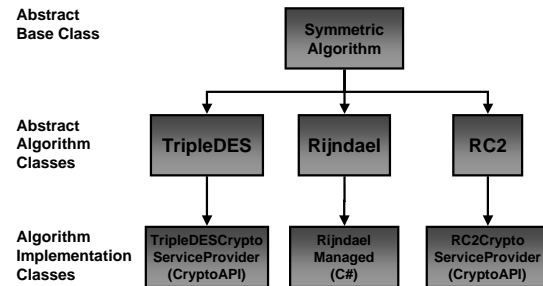 Abstract
Base Class
Symmetric
Algorithm
Abstract
Algorithm
Classes
TripleDES
Rijndael
RC2
Algorithm
Implementation
Classes
TripleDESCrypto
ServiceProvider
(CryptoAPI)
Rijndael
Managed
(C#)
RC2Crypto
ServiceProvider
(CryptoAPI)